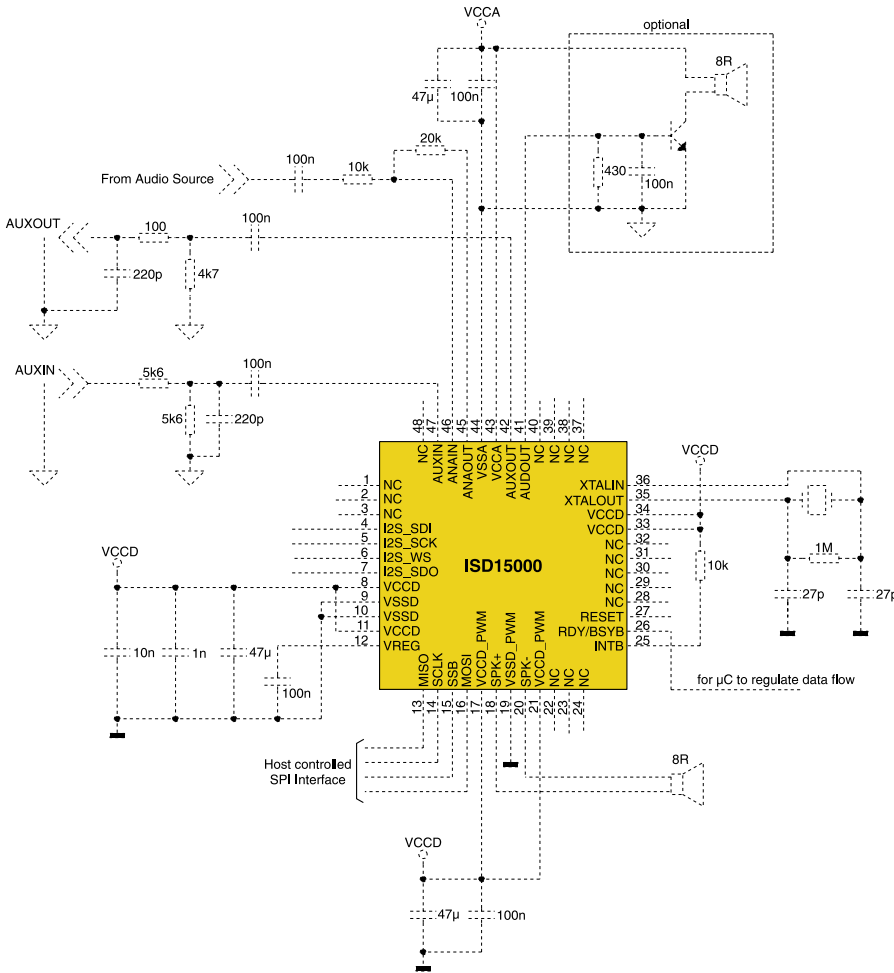 VCCA
optional
8R
47µ
100n
20k
100n
10k
430
100n
From Audio Source
AUXOUT
100
100n
220p
4k7
AUXIN
5k6
100n
5k6
220p
48
47
46
45
44
43
42
41
40
39
38
37
NC
AUXIN
ANAIN
ANAOUT
VSSA
VCCA
AUXOUT
AUDOUT
NC
NC
NC
NC
1 NC
2 NC
3 NC
4 I2S_SDI
5 I2S_SCK
6 I2S_WS
7 I2S_SDO
8 VCCD
9 VSSD
10 VSSD
11 VCCD
12 VREG
ISD15000
XTALIN 36
XTALOUT 35
VCCD 34
VCCD 33
NC 32
NC 31
NC 30
NC 29
NC 28
RESET 27
RDY/BSYB 26
INTB 25
VCCD
10k
1M
27p
27p
VCCD
10n
1n
47µ
100n
MISO
SCLK
SSB
MOSI
VCCD_PWM
SPK+
VSSD_PWM
SPK-
VCCD_PWM
NC
NC
NC
13
14
15
16
17
18
19
20
21
22
23
24
for µC to regulate data flow
Host controlled
SPI Interface
8R
VCCD
47µ
100n